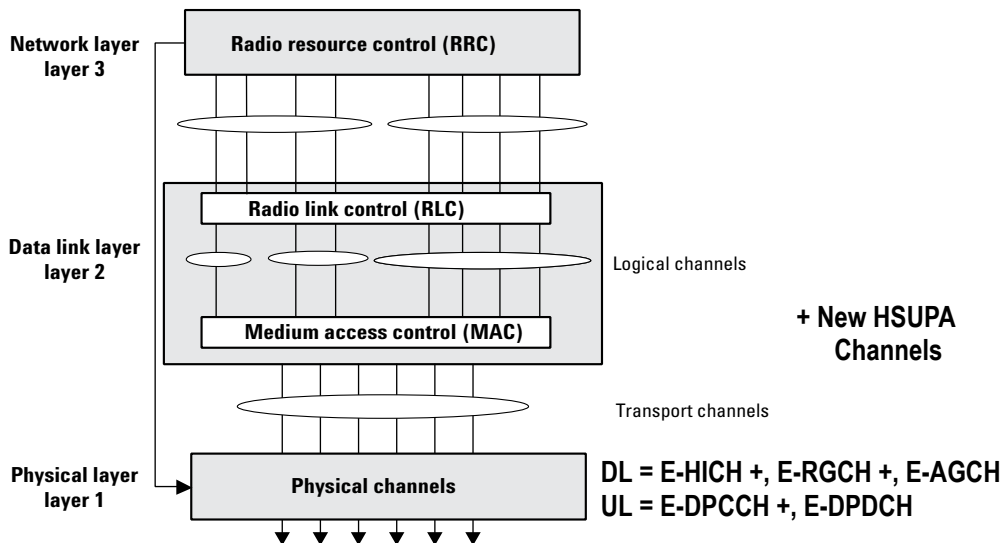 Network layer
layer 3
Radio resource control (RRC)
Radio link control (RLC)
Data link layer
layer 2
Logical channels
Medium access control (MAC)
+ New HSUPA
Channels
Transport channels
Physical layer
layer 1
Physical channels
DL = E-HICH +, E-RGCH +, E-AGCH
UL = E-DPCCH +, E-DPDCH